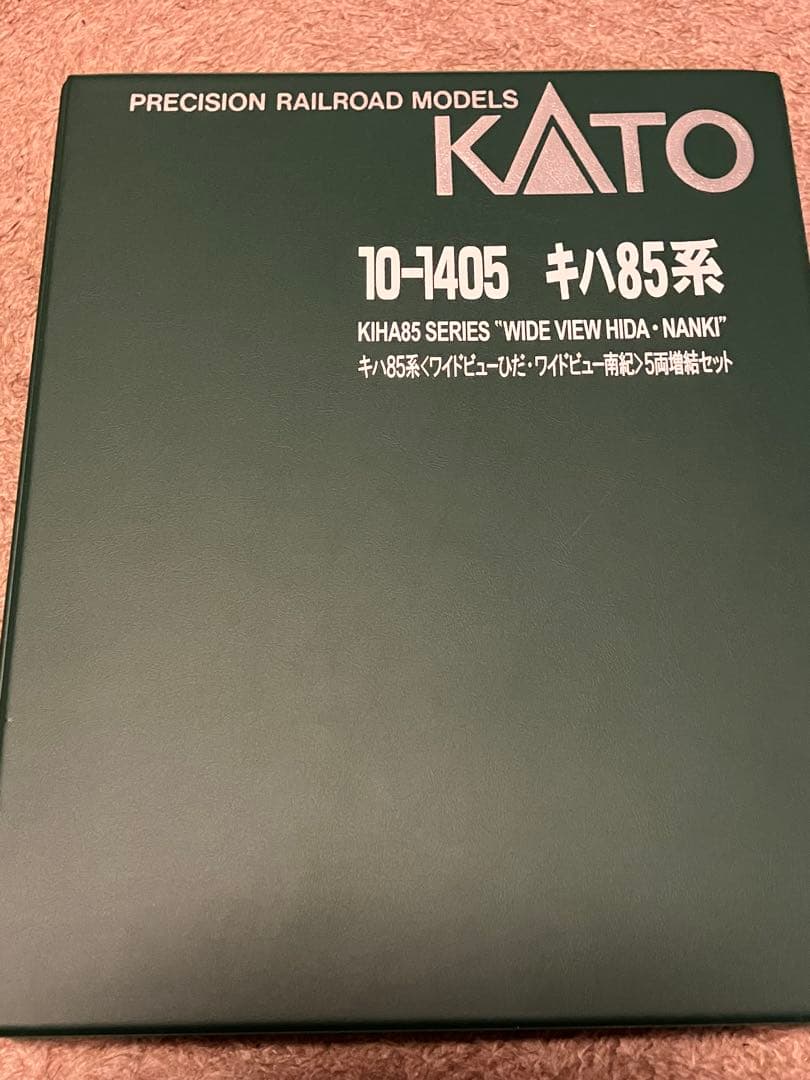 PRECISION RAILROAD MODELS
KATO
10-1405 キハ85系
KIHA85 SERIES "WIDE VIEW HIDA・NANKI"
キハ85系〈ワイドビューひだ・ワイドビュー南紀〉5両増結セット